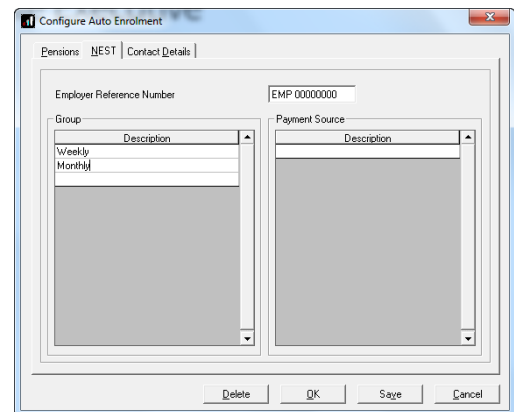 Configure Auto Enrolment
Pensions NEST Contact Details
Employer Reference Number EMP 00000000
Group Payment Source
Description Description
Weekly
Monthly
Delete OK Save Cancel